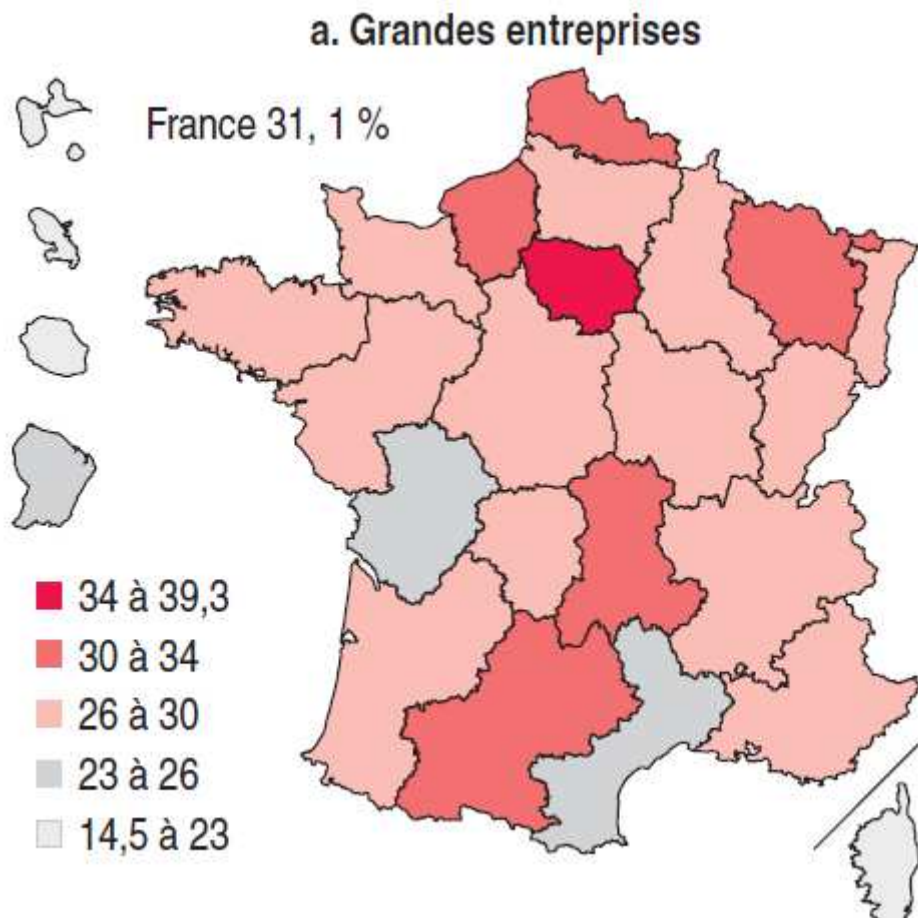 a. Grandes entreprises
France 31, 1 %
34 à 39,3
30 à 34
26 à 30
23 à 26
14,5 à 23